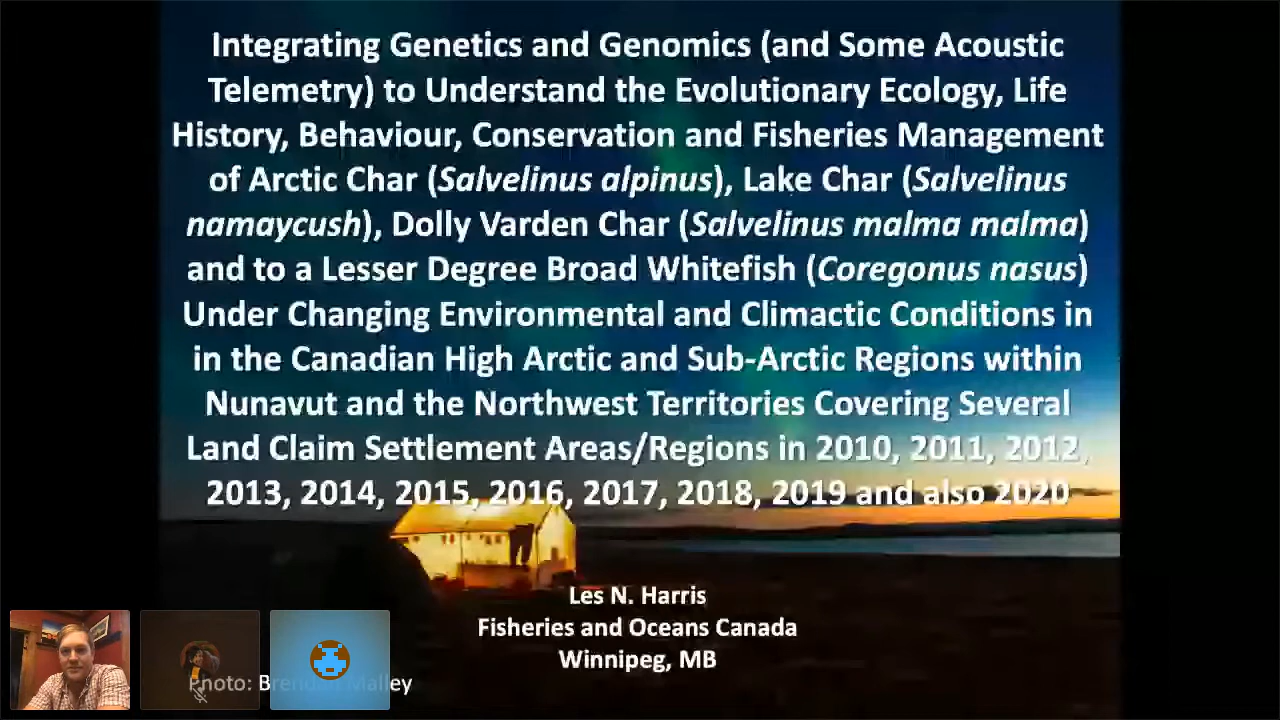 Integrating Genetics and Genomics (and Some Acoustic
Telemetry) to Understand the Evolutionary Ecology, Life
History, Behaviour, Conservation and Fisheries Management
of Arctic Char (Salvelinus alpinus), Lake Char (Salvelinus
namaycush), Dolly Varden Char (Salvelinus malma malma)
and to a Lesser Degree Broad Whitefish (Coregonus nasus)
Under Changing Environmental and Climactic Conditions in
in the Canadian High Arctic and Sub-Arctic Regions within
Nunavut and the Northwest Territories Covering Several
Land Claim Settlement Areas/Regions in 2010, 2011, 2012,
2013, 2014, 2015, 2016, 2017, 2018, 2019 and also 2020
Les N. Harris
Fisheries and Oceans Canada
Winnipeg, MB
Photo: Brendan Malley